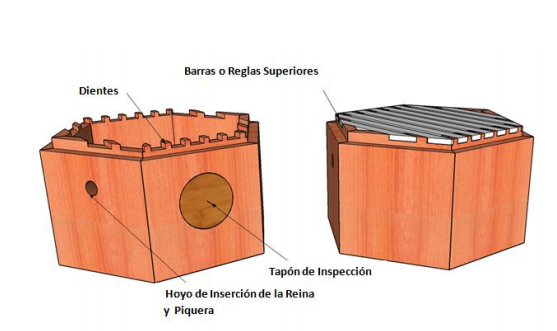 Barras o Reglas Superiores
Dientes
Tapón de Inspección
Hoyo de Inserción de la Reina
y Piquera